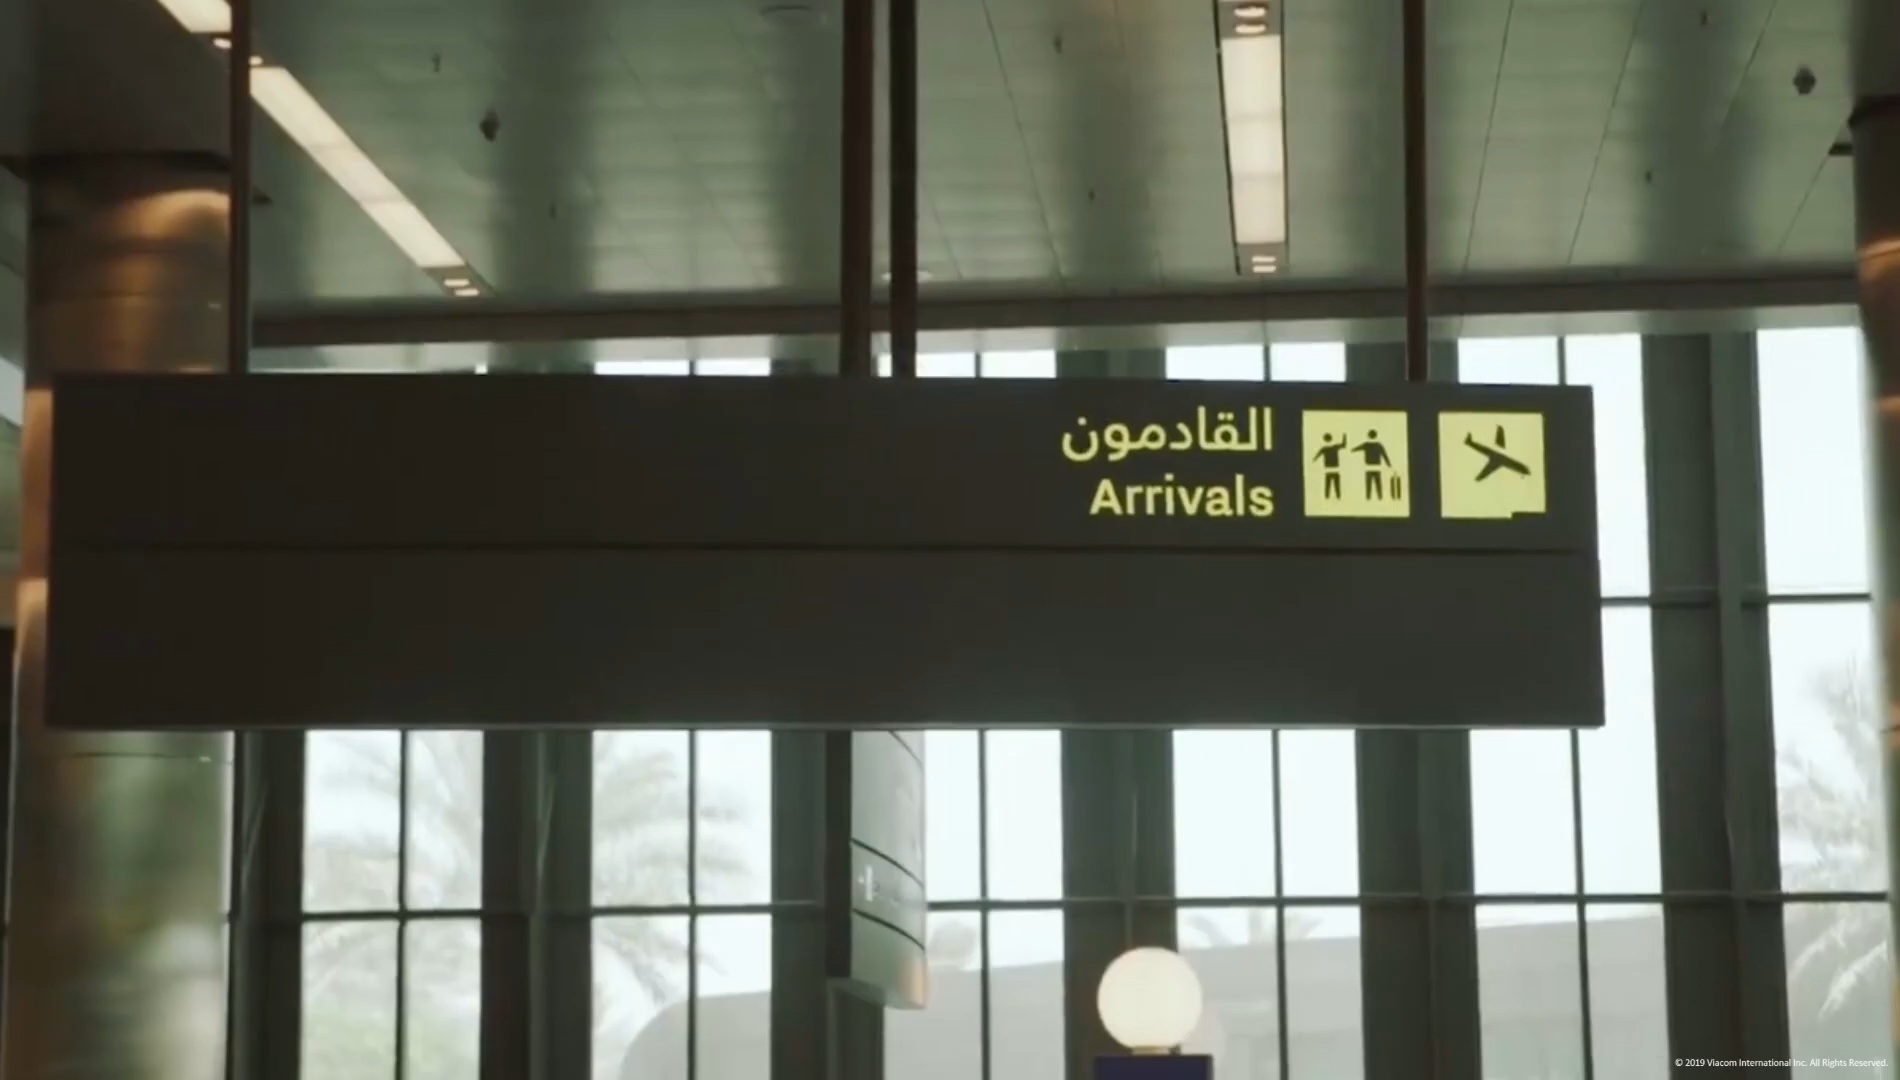 القادمون
Arrivals
© 2019 Viacom International Inc. All Rights Reserved.